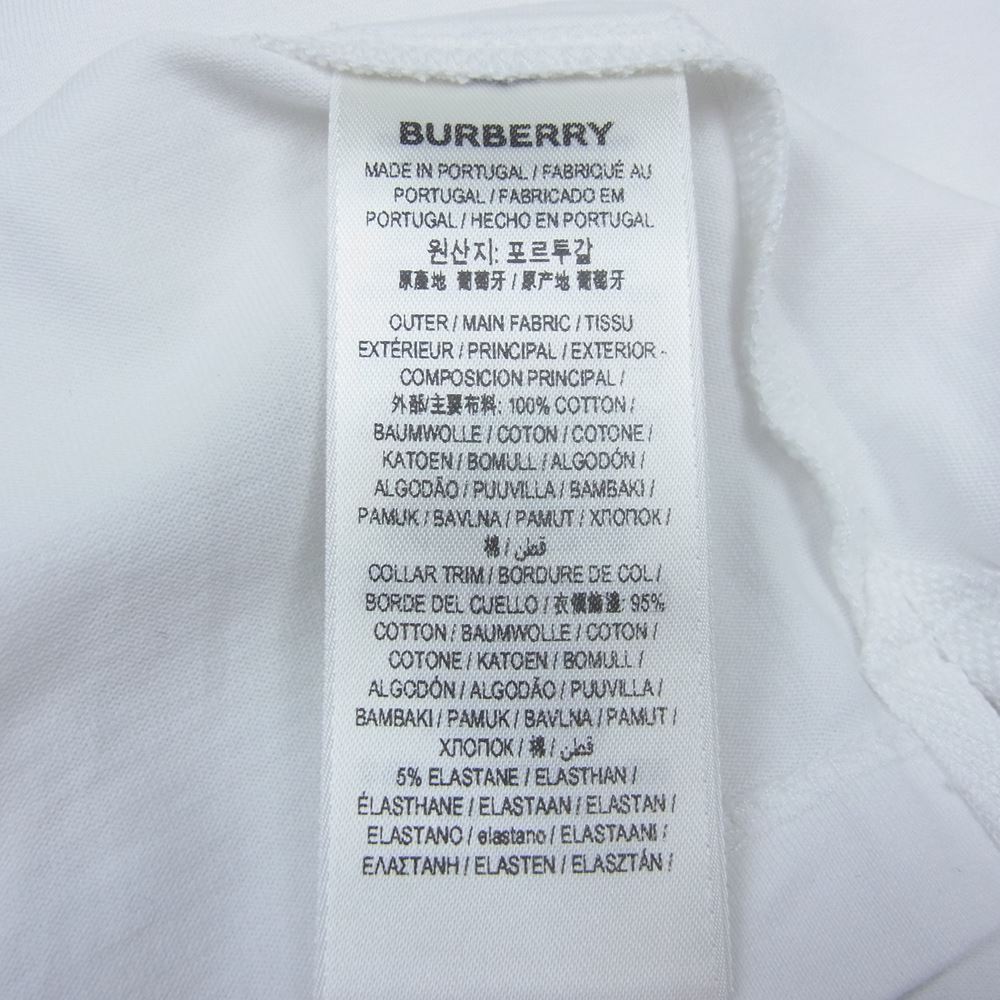 BURBERRY
MADE IN PORTUGAL / FABRIQUÉ AU
PORTUGAL / FABRICADO EM
PORTUGAL / HECHO EN PORTUGAL
원산지: 포르투갈
原產地 葡萄牙 / 原产地 葡萄牙
OUTER / MAIN FABRIC / TISSU
EXTÉRIEUR / PRINCIPAL / EXTERIOR -
COMPOSICION PRINCIPAL /
外部/主要布料: 100% COTTON /
BAUMWOLLE / COTON / COTONE /
KATOEN / BOMULL / ALGODÓN /
ALGODÃO / PUUVILLA / BAMBAKI /
PAMUK / BAVLNA / PAMUT / ХЛОПОК /
棉 / قطن
COLLAR TRIM / BORDURE DE COL /
BORDE DEL CUELLO / 衣領飾邊: 95%
COTTON / BAUMWOLLE / COTON /
COTONE / KATOEN / BOMULL /
ALGODÓN / ALGODÃO / PUUVILLA /
BAMBAKI / PAMUK / BAVLNA / PAMUT /
ХЛОПОК / 棉 / قطن
5% ELASTANE / ELASTHAN /
ÉLASTHANE / ELASTAAN / ELASTAN /
ELASTANO / elastano / ELASTAANI /
ΕΛΑΣΤΑΝΗ / ELASTEN / ELASZTÁN /